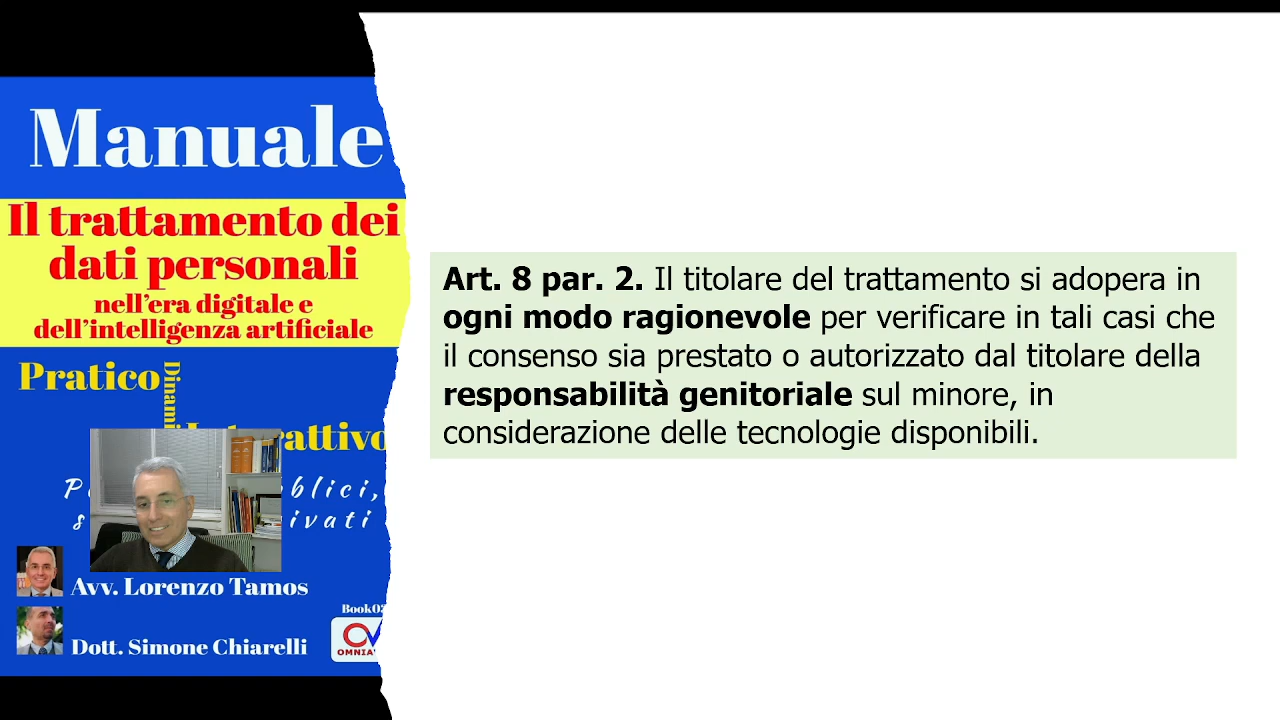 Manuale
Il trattamento dei
dati personali
nell'era digitale e
dell'intelligenza artificiale
Pratico
Avv. Lorenzo Tamos
Dott. Simone Chiarelli
Art. 8 par. 2. Il titolare del trattamento si adopera in
ogni modo ragionevole per verificare in tali casi che
il consenso sia prestato o autorizzato dal titolare della
responsabilità genitoriale sul minore, in
considerazione delle tecnologie disponibili.